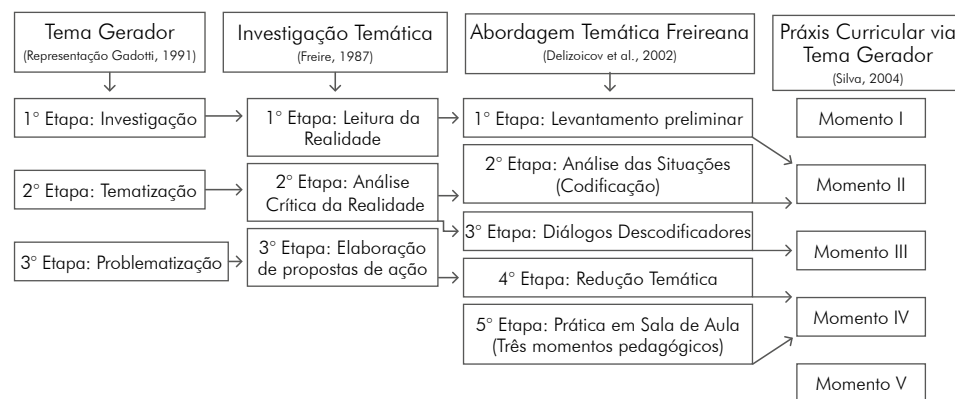 Tema Gerador
(Representação Gadotti, 1991)
1° Etapa: Investigação
2° Etapa: Tematização
3° Etapa: Problematização
Investigação Temática
(Freire, 1987)
1° Etapa: Leitura da
Realidade
2° Etapa: Análise
Crítica da Realidade
3° Etapa: Elaboração
de propostas de ação
Abordagem Temática Freireana
(Delizoicov et al., 2002)
1° Etapa: Levantamento preliminar
2° Etapa: Análise das Situações
(Codificação)
3° Etapa: Diálogos Descodificadores
4° Etapa: Redução Temática
5° Etapa: Prática em Sala de Aula
(Três momentos pedagógicos)
Práxis Curricular via
Tema Gerador
(Silva, 2004)
Momento I
Momento II
Momento III
Momento IV
Momento V